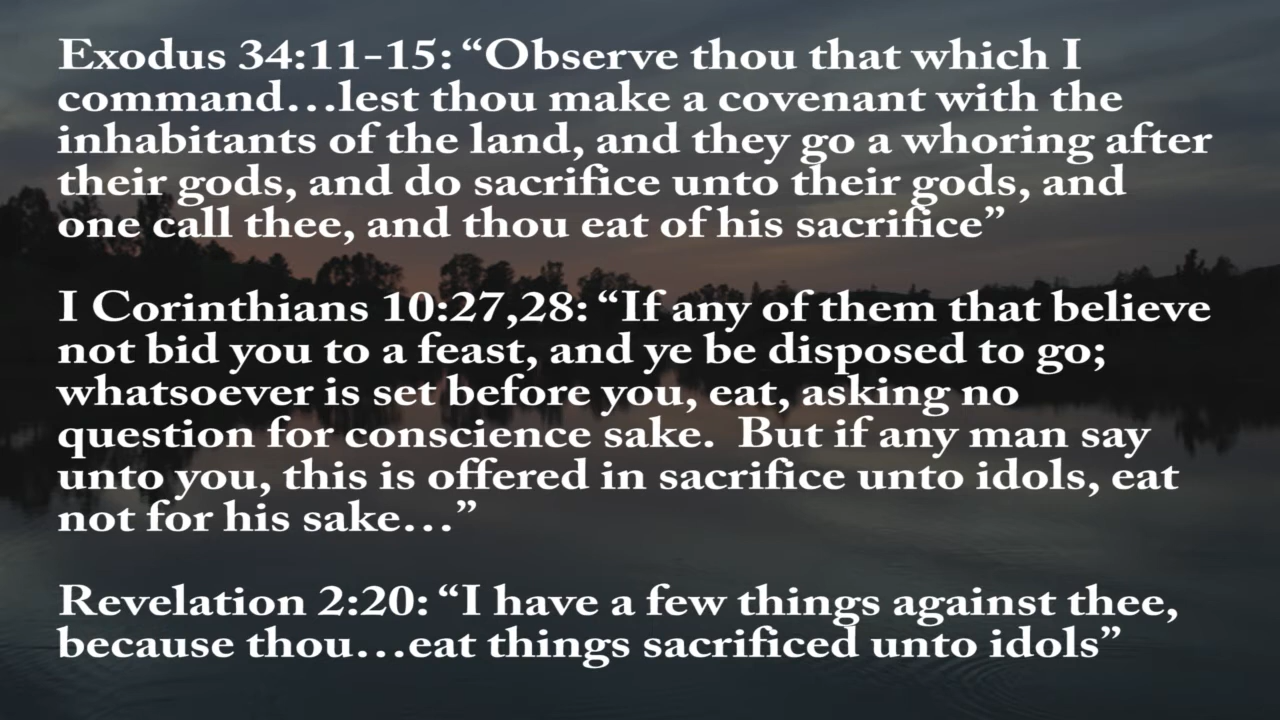 Exodus 34:11-15: “Observe thou that which I
command…lest thou make a covenant with the
inhabitants of the land, and they go a whoring after
their gods, and do sacrifice unto their gods, and
one call thee, and thou eat of his sacrifice”
I Corinthians 10:27,28: “If any of them that believe
not bid you to a feast, and ye be disposed to go;
whatsoever is set before you, eat, asking no
question for conscience sake.  But if any man say
unto you, this is offered in sacrifice unto idols, eat
not for his sake…”
Revelation 2:20: “I have a few things against thee,
because thou…eat things sacrificed unto idols”